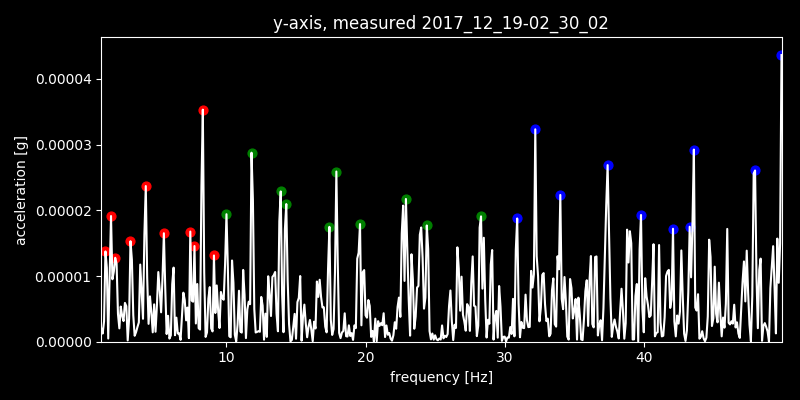 y-axis, measured 2017_12_19-02_30_02
acceleration [g]
0.00004
0.00003
0.00002
0.00001
0.00000
10 20 30 40
frequency [Hz]